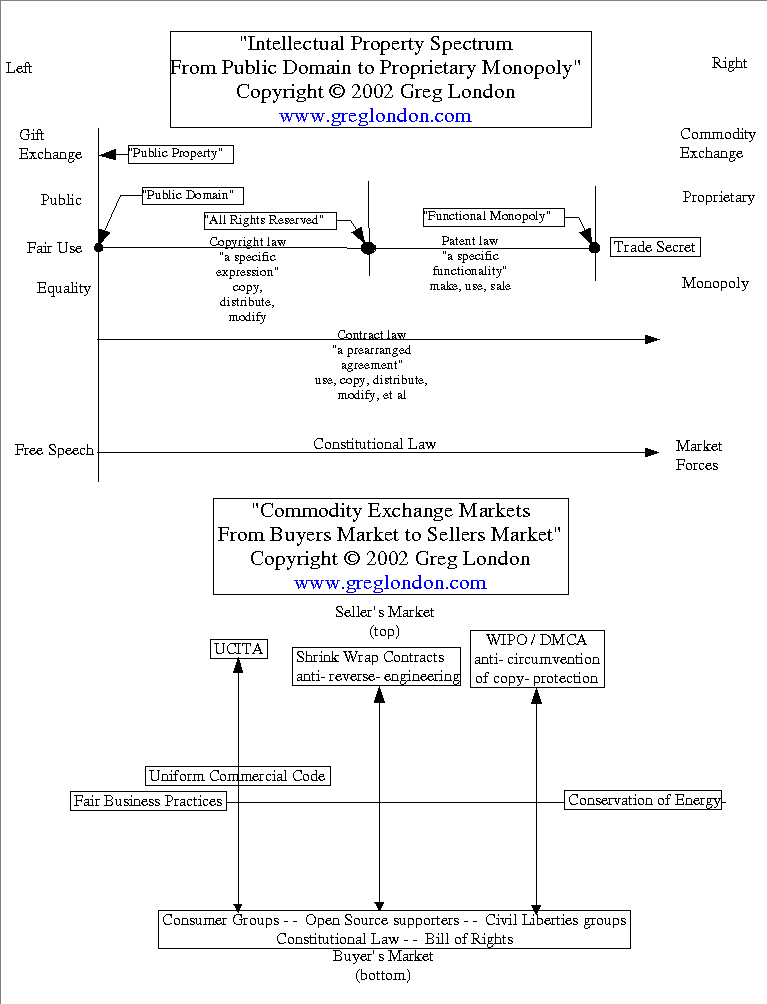 "Intellectual Property Spectrum
From Public Domain to Proprietary Monopoly"
Copyright © 2002 Greg London
www.greglondon.com
Left
Right
Gift
Exchange
"Public Property"
Commodity
Exchange
Public
"Public Domain"
Proprietary
"All Rights Reserved"
"Functional Monopoly"
Fair Use
Copyright law
"a specific
expression"
copy,
distribute,
modify
Patent law
"a specific
functionality"
make, use, sale
Trade Secret
Equality
Monopoly
Contract law
"a prearranged
agreement"
use, copy, distribute,
modify, et al
Free Speech
Constitutional Law
Market
Forces
"Commodity Exchange Markets
From Buyers Market to Sellers Market"
Copyright © 2002 Greg London
www.greglondon.com
Seller's Market
(top)
UCITA
Shrink Wrap Contracts
anti- reverse- engineering
WIPO / DMCA
anti- circumvention
of copy- protection
Uniform Commercial Code
Fair Business Practices
Conservation of Energy
Consumer Groups - - Open Source supporters - - Civil Liberties groups
Constitutional Law - - Bill of Rights
Buyer's Market
(bottom)